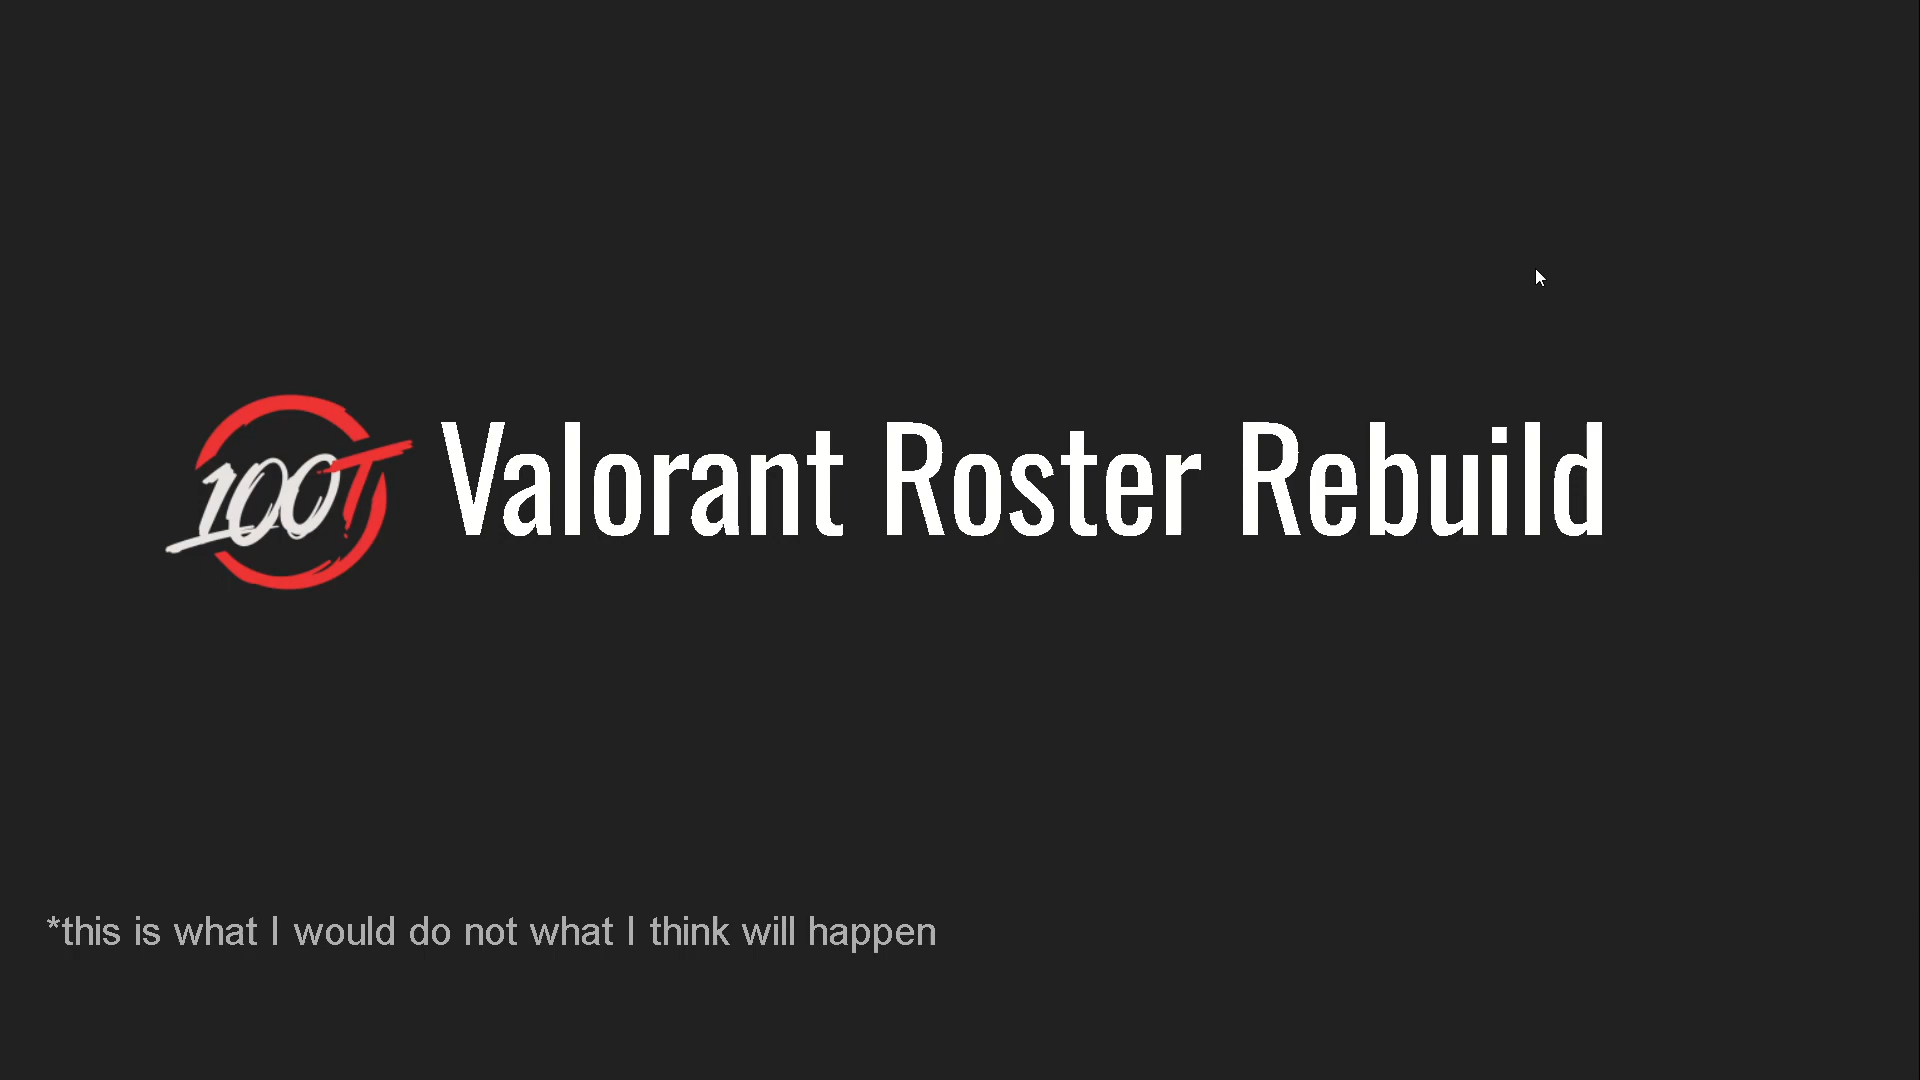 100T Valorant Roster Rebuild
*this is what I would do not what I think will happen